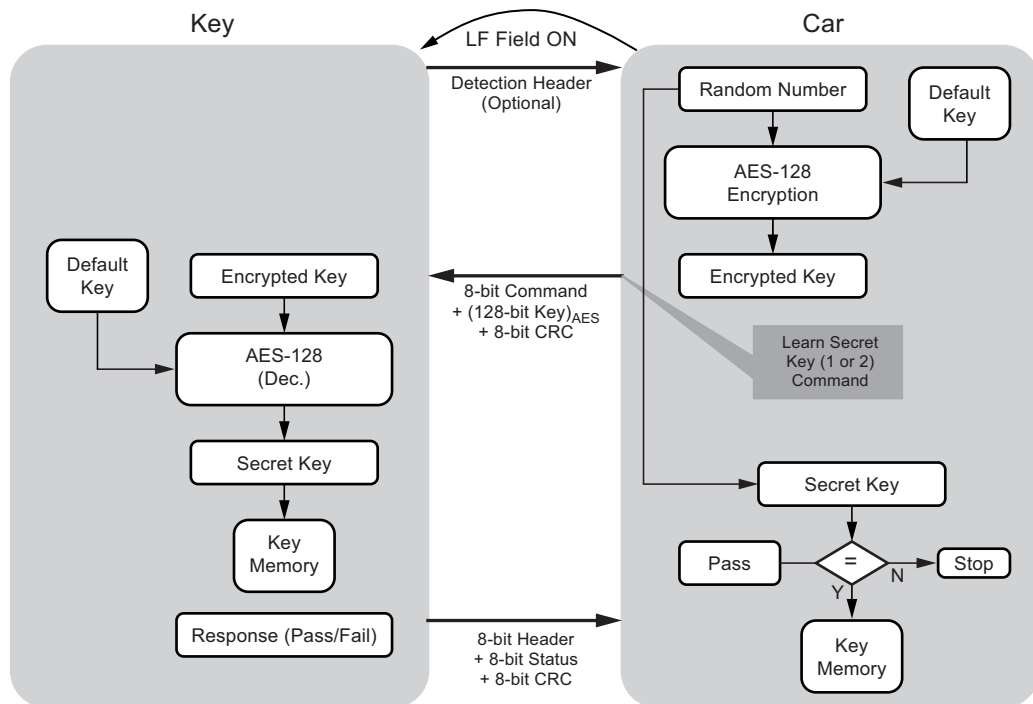 Key
LF Field ON
Car
Detection Header
(Optional)
Random Number
Default
Key
AES-128
Encryption
Encrypted Key
Default
Key
Encrypted Key
8-bit Command
+ (128-bit Key)AES
+ 8-bit CRC
AES-128
(Dec.)
Learn Secret
Key (1 or 2)
Command
Secret Key
Secret Key
Key
Memory
Pass
=
N
Stop
Y
Response (Pass/Fail)
8-bit Header
+ 8-bit Status
+ 8-bit CRC
Key
Memory